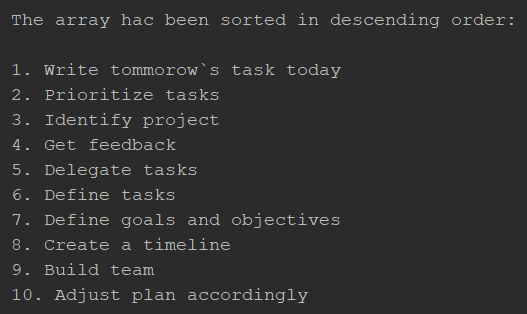 The array hac been sorted in descending order:
1. Write tommorow`s task today
2. Prioritize tasks
3. Identify project
4. Get feedback
5. Delegate tasks
6. Define tasks
7. Define goals and objectives
8. Create a timeline
9. Build team
10. Adjust plan accordingly